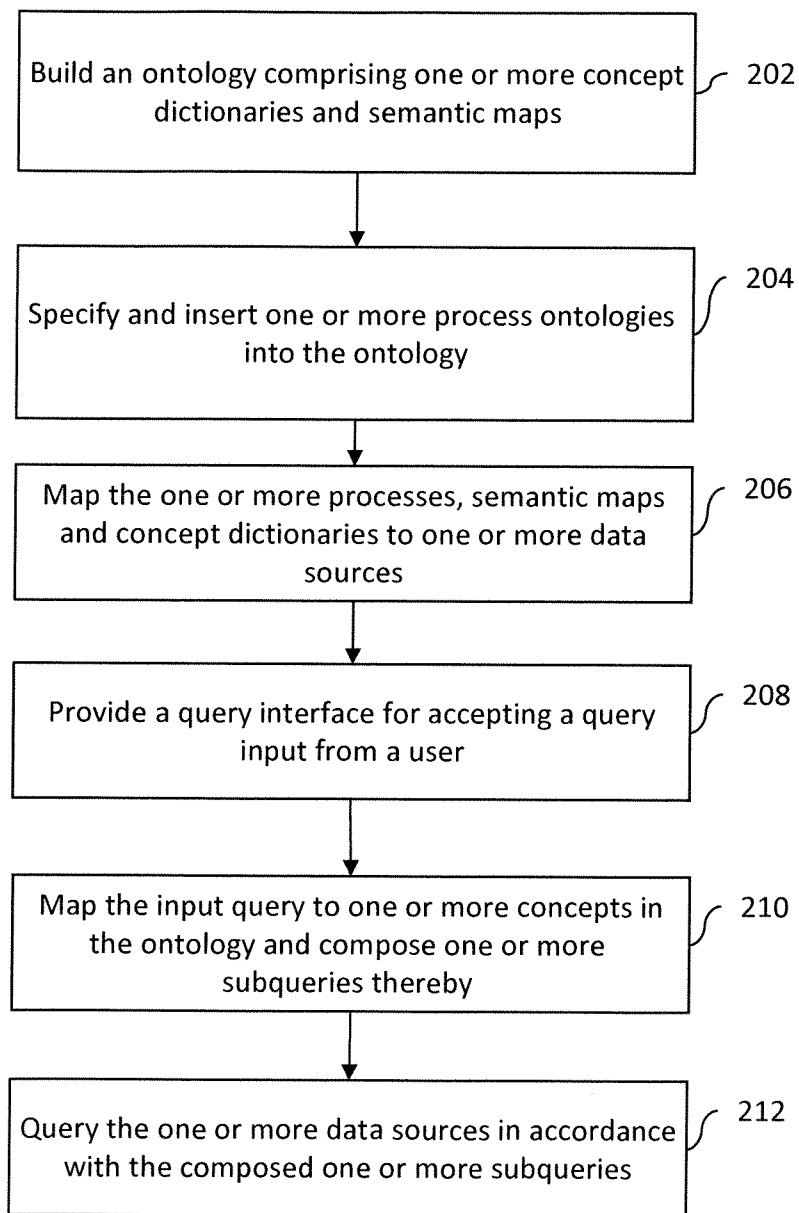 Build an ontology comprising one or more concept
dictionaries and semantic maps
202
Specify and insert one or more process ontologies
into the ontology
204
Map the one or more processes, semantic maps
and concept dictionaries to one or more data
sources
206
Provide a query interface for accepting a query
input from a user
208
Map the input query to one or more concepts in
the ontology and compose one or more
subqueries thereby
210
Query the one or more data sources in accordance
with the composed one or more subqueries
212